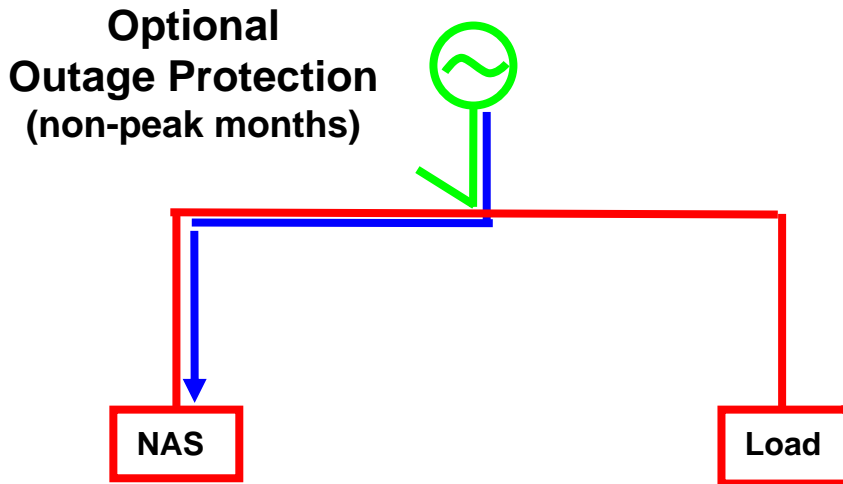 Optional
Outage Protection
(non-peak months)
NAS
Load